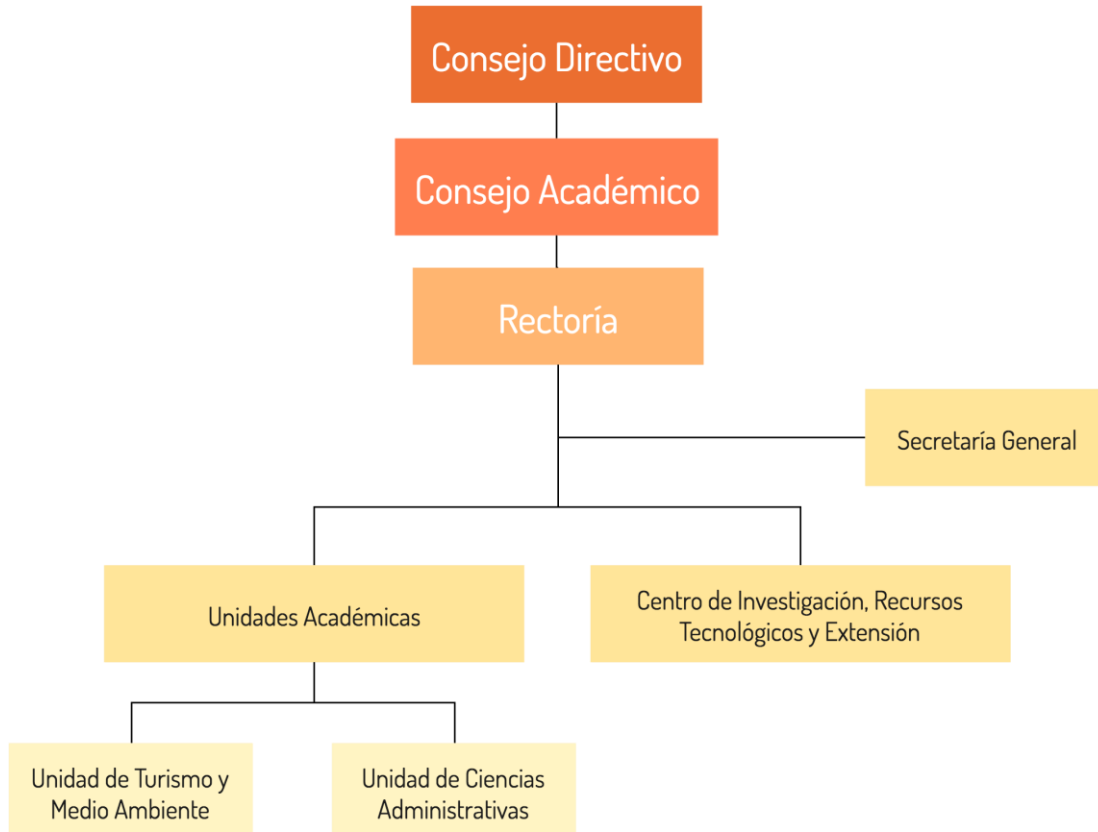 Consejo Directivo
Consejo Académico
Rectoría
Secretaría General
Unidades Académicas
Centro de Investigación, Recursos
Tecnológicos y Extensión
Unidad de Turismo y
Medio Ambiente
Unidad de Ciencias
Administrativas